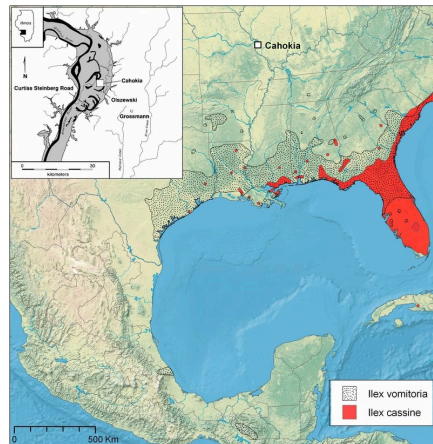 Illinois
N
Cahokia
Curtiss Steinberg Road
Cahokia
Olszewski
Grossmann
0
30
kilometers
Ilex vomitoria
Ilex cassine
0
500 Km